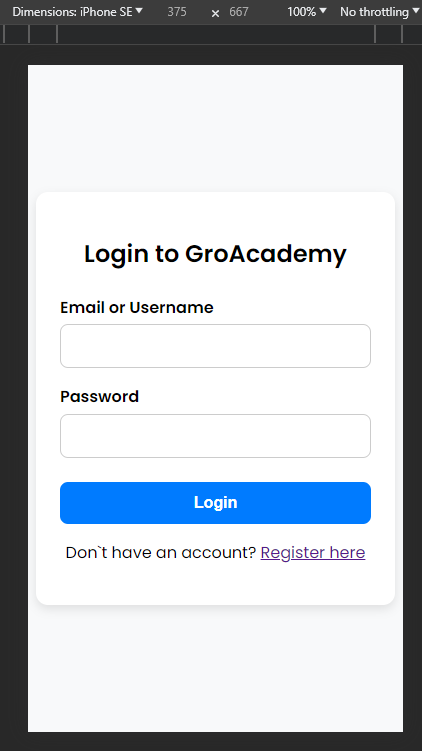 Dimensions: iPhone SE 375 × 667 100% No throttling
Login to GroAcademy
Email or Username
Password
Login
Don`t have an account? Register here